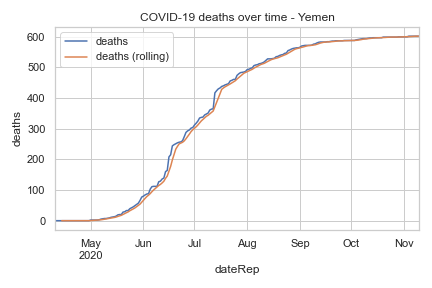 COVID-19 deaths over time - Yemen
deaths
deaths (rolling)
600
500
400
300
200
100
0
deaths
May
2020
Jun
Jul
Aug
Sep
Oct
Nov
dateRep